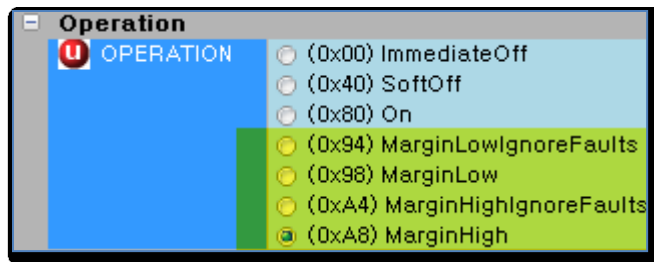 Operation
U OPERATION
(0x00) ImmediateOff
(0x40) SoftOff
(0x80) On
(0x94) MarginLowIgnoreFaults
(0x98) MarginLow
(0xA4) MarginHighIgnoreFaults
(0xA8) MarginHigh